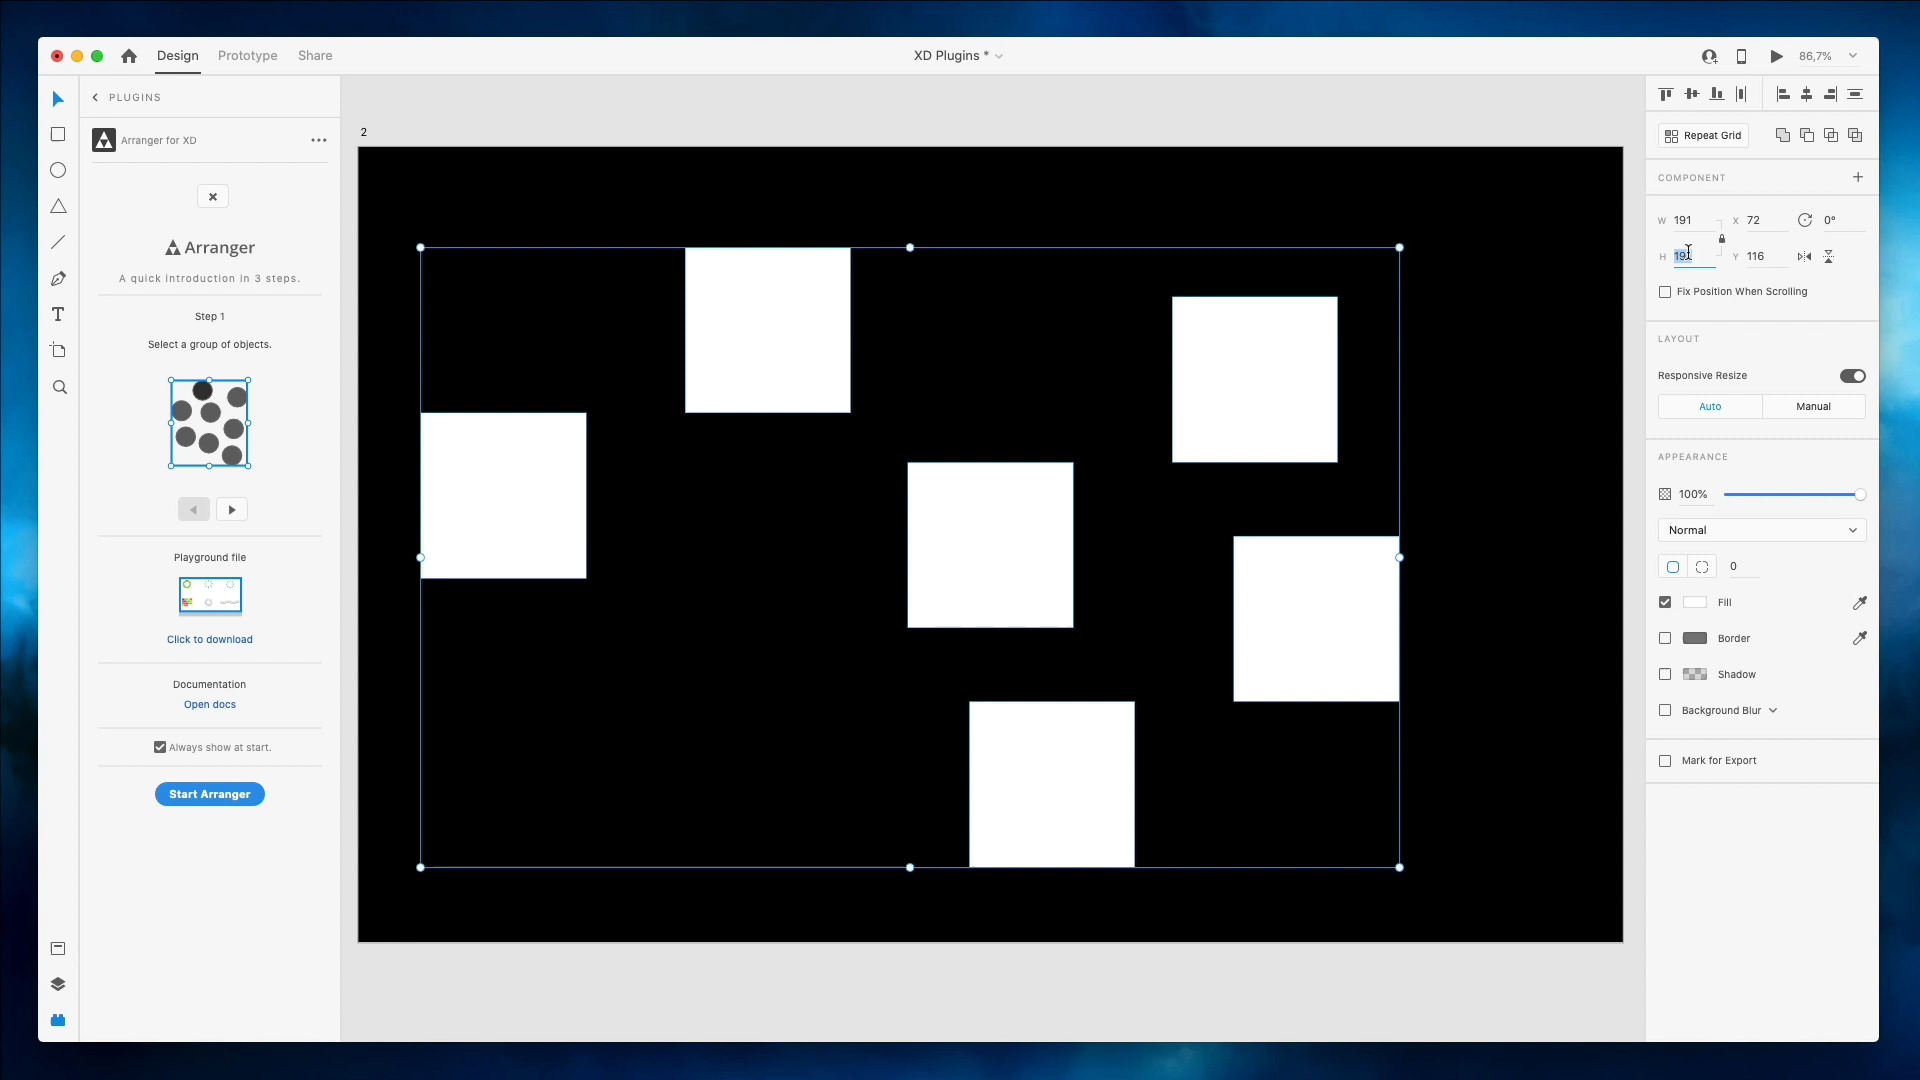 Design
Prototype
Share
XD Plugins *
86,7%
PLUGINS
Arranger for XD
Arranger
A quick introduction in 3 steps.
Step 1
Select a group of objects.
Playground file
Click to download
Documentation
Open docs
Always show at start.
Start Arranger
2
Repeat Grid
COMPONENT
W 191
X 72
0°
H
Y 116
Fix Position When Scrolling
LAYOUT
Responsive Resize
Auto
Manual
APPEARANCE
100%
Normal
0
Fill
Border
Shadow
Background Blur
Mark for Export